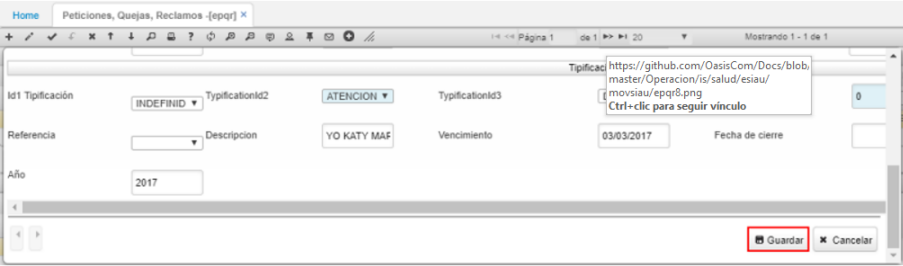 Home Peticiones, Quejas, Reclamos -[epqr] ×
Página 1 de 1 20 Mostrando 1 - 1 de 1
Tipificac
https://github.com/OasisCom/Docs/blob/
master/Operacion/is/salud/esiau/
movsiau/epqr8.png
Ctrl+clic para seguir vínculo
Id1 Tipificación INDEFINID TypificationId2 ATENCION TypificationId3 0
Referencia Descripcion YO KATY MAR Vencimiento 03/03/2017 Fecha de cierre
Año 2017
Guardar Cancelar